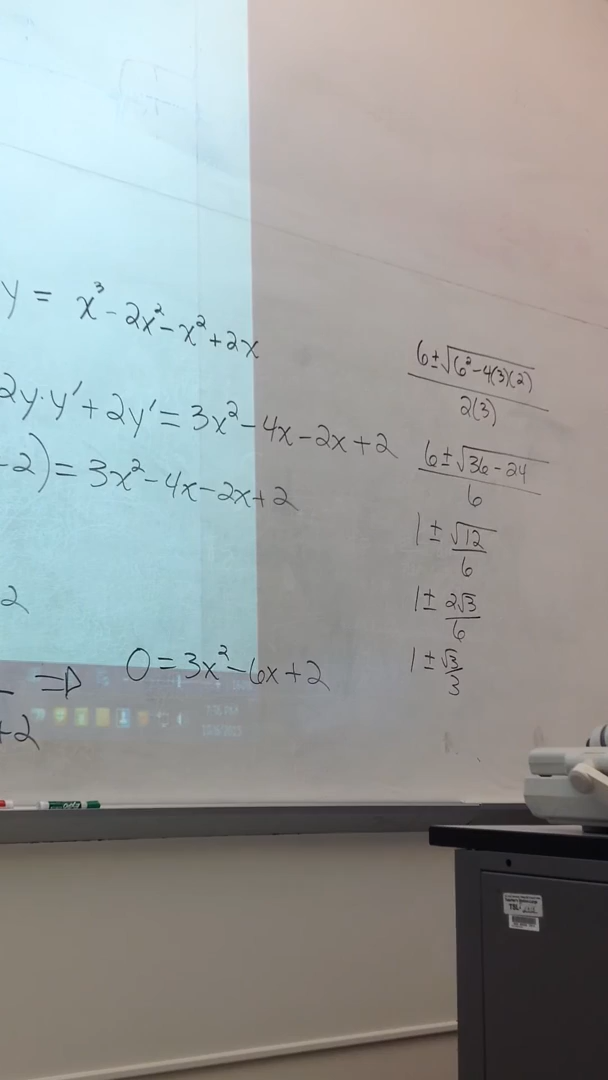 y = x³ - 2x² - x² + 2x
2y·y' + 2y' = 3x² - 4x - 2x + 2
-2) = 3x² - 4x - 2x + 2
2
⇒ 0 = 3x² - 6x + 2
+2
6 ± √(6² - 4(3)(2)) / 2(3)
6 ± √(36 - 24) / 6
1 ± √12 / 6
1 ± 2√3 / 6
1 ± √3 / 3